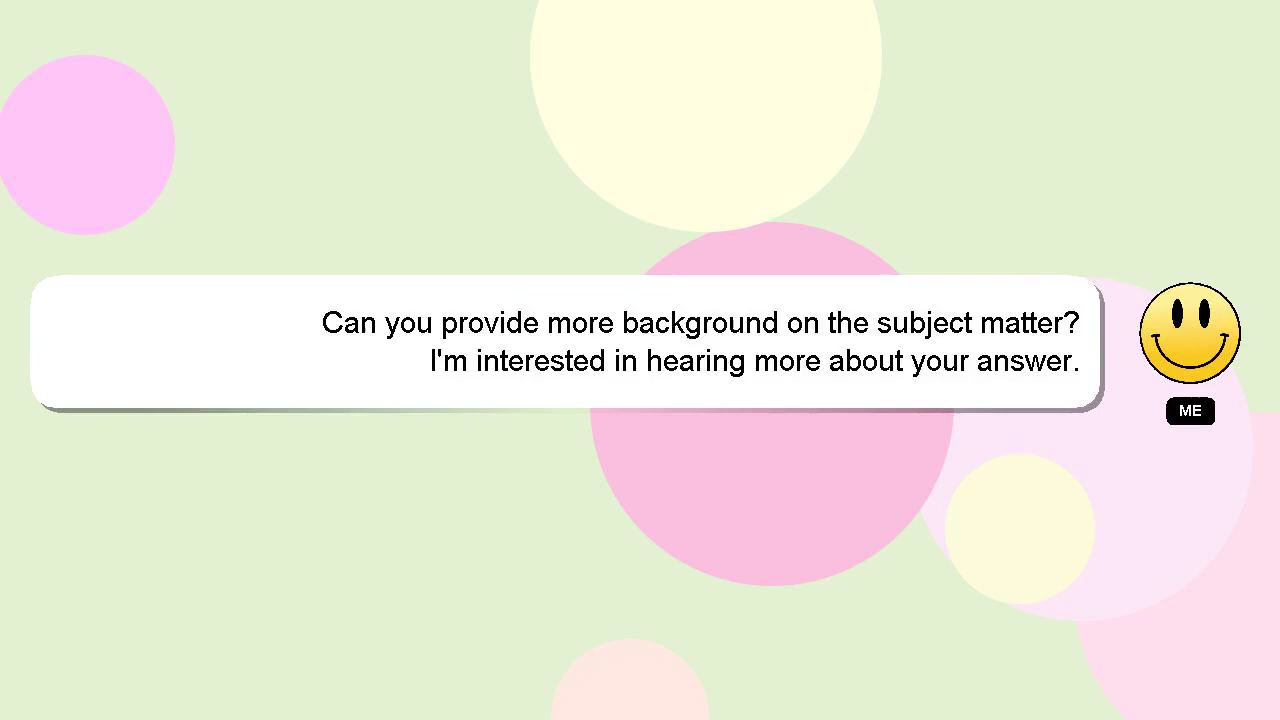 Can you provide more background on the subject matter?
I'm interested in hearing more about your answer.
ME